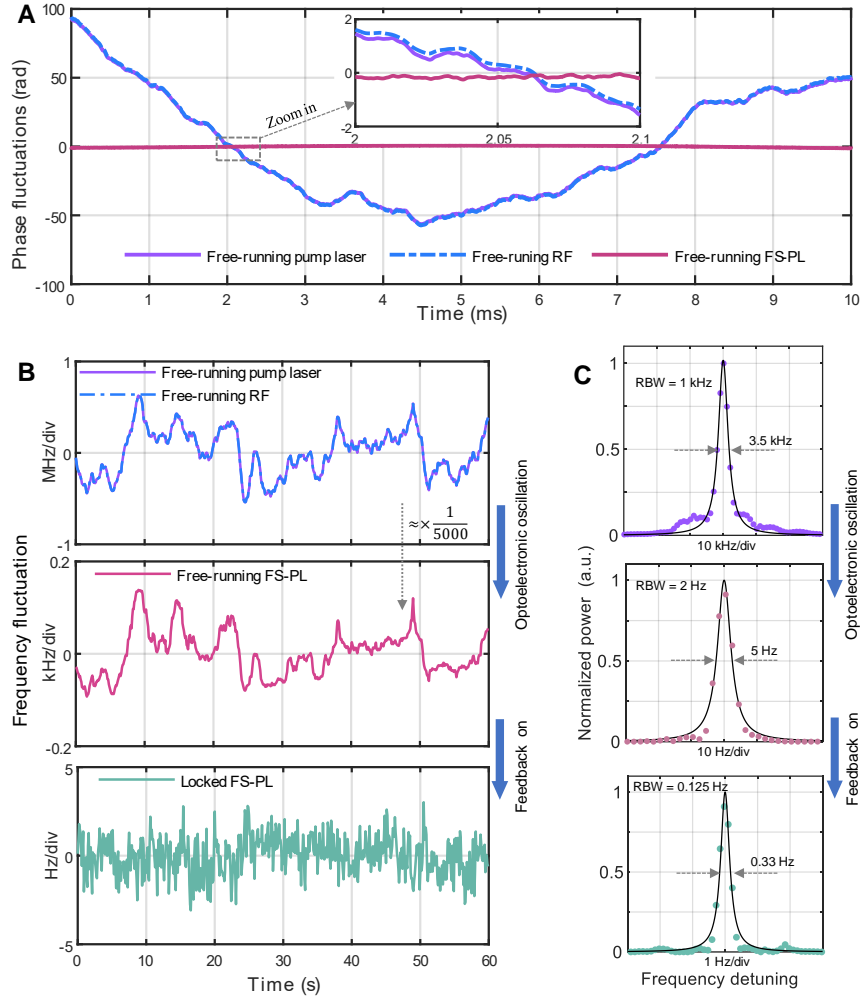 A
Phase fluctuations (rad)
100
50
0
-50
-100
0
1
2
3
4
5
6
7
8
9
10
Time (ms)
2
0
-2
2
2.05
2.1
Zoom in
Free-running pump laser
Free-runing RF
Free-running FS-PL
B
Frequency fluctuation
MHz/div
1
0
-1
Free-running pump laser
Free-running RF
≈× 1/5000
Optoelectronic oscillation
kHz/div
0.2
0
-0.2
Free-running FS-PL
Feedback on
Hz/div
5
0
-5
Locked FS-PL
0
10
20
30
40
50
60
Time (s)
C
Normalized power (a.u.)
1
0.5
0
RBW = 1 kHz
3.5 kHz
10 kHz/div
Optoelectronic oscillation
1
0.5
0
RBW = 2 Hz
5 Hz
10 Hz/div
Feedback on
1
0.5
0
RBW = 0.125 Hz
0.33 Hz
1 Hz/div
Frequency detuning